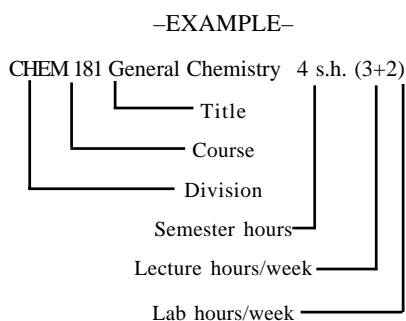 –EXAMPLE–
CHEM 181 General Chemistry 4 s.h. (3+2)
Title
Course
Division
Semester hours
Lecture hours/week
Lab hours/week